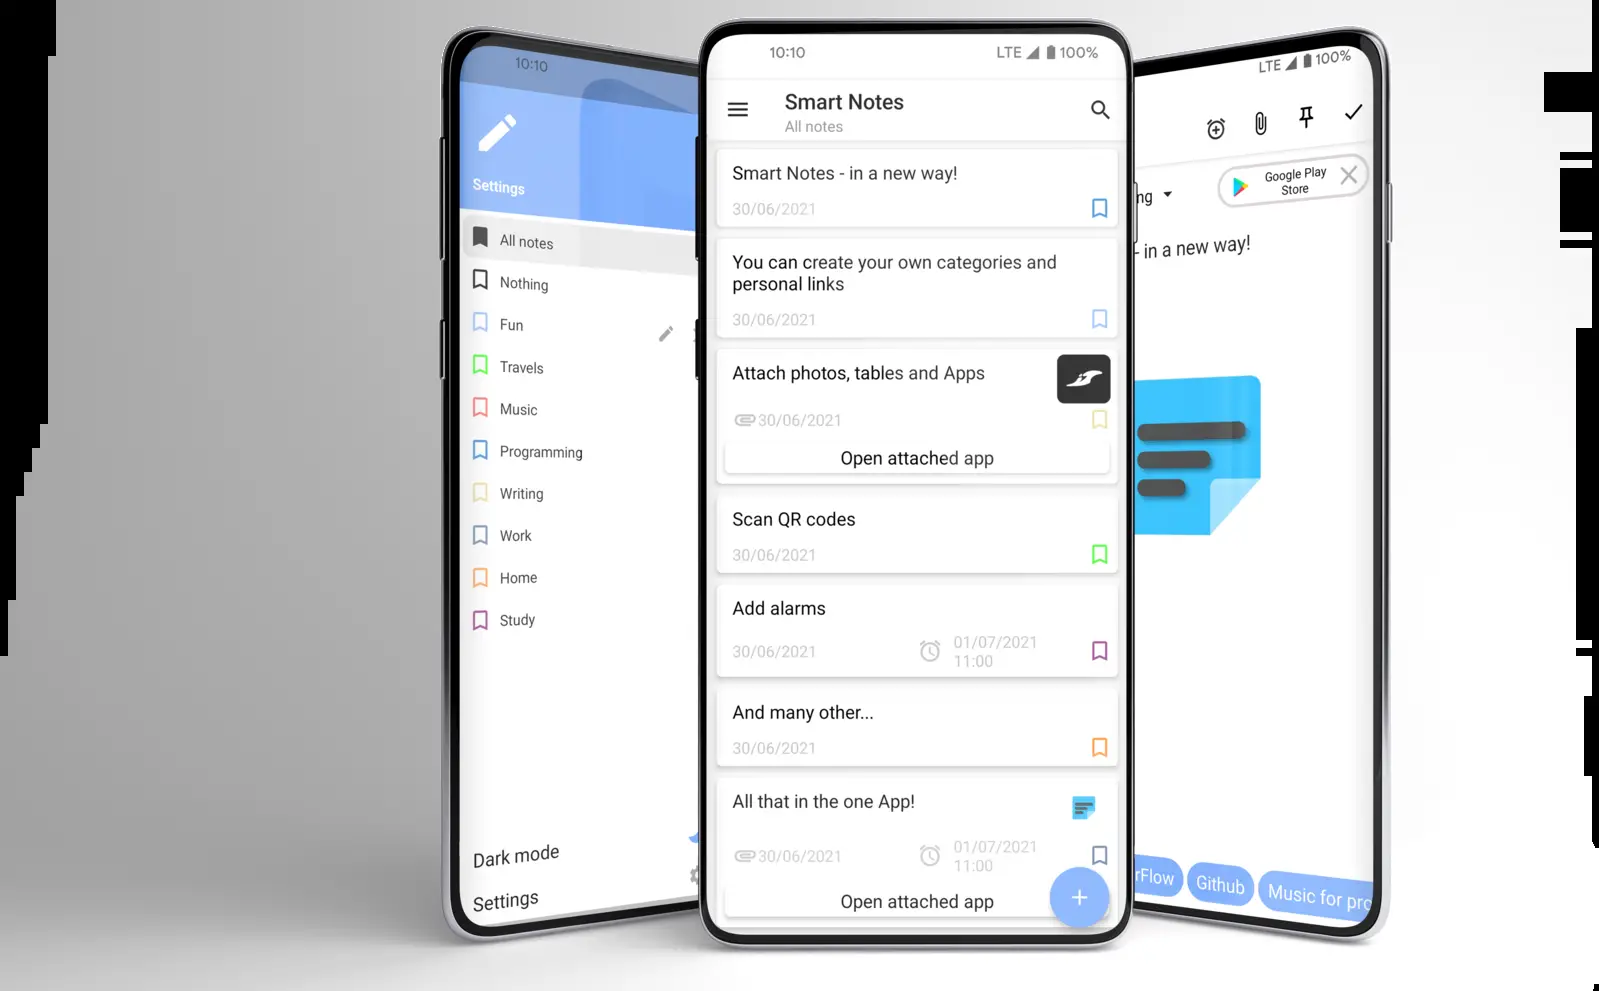 10:10
Settings
All notes
Nothing
Fun
Travels
Music
Programming
Writing
Work
Home
Study
Dark mode
Settings
10:10
LTE 100%
Smart Notes
All notes
Smart Notes - in a new way!
30/06/2021
You can create your own categories and
personal links
30/06/2021
Attach photos, tables and Apps
30/06/2021
Open attached app
Scan QR codes
30/06/2021
Add alarms
30/06/2021
01/07/2021
11:00
And many other...
30/06/2021
All that in the one App!
30/06/2021
01/07/2021
11:00
Open attached app
LTE 100%
ng
Google Play
Store
- in a new way!
rFlow
Github
Music for pro